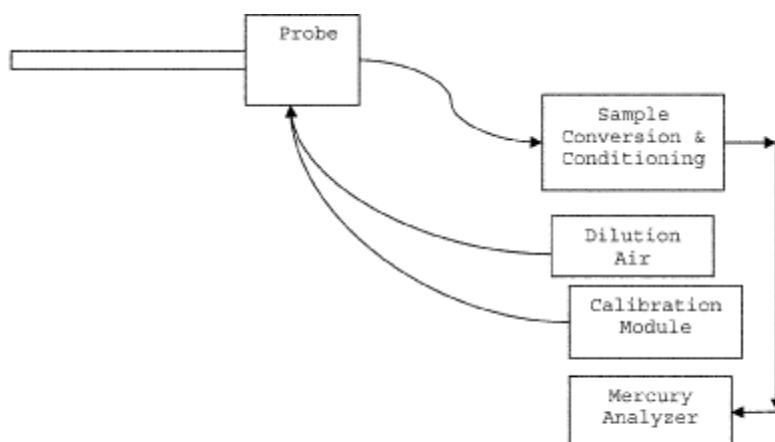 Probe
Sample
Conversion &
Conditioning
Dilution
Air
Calibration
Module
Mercury
Analyzer